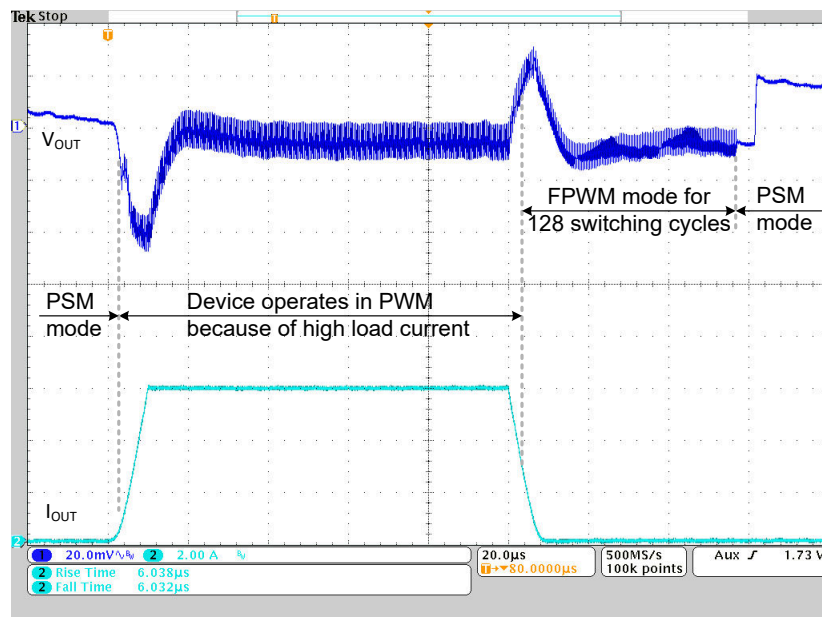 Tek Stop
T
T
1
VOUT
FPWM mode for
128 switching cycles
PSM
mode
PSM
mode
Device operates in PWM
because of high load current
IOUT
2
1 20.0mV∿BW 2 2.00 A BW
2 Rise Time 6.038µs
2 Fall Time 6.032µs
20.0µs
T→▼80.0000µs
500MS/s
100k points
Aux ƒ 1.73 V